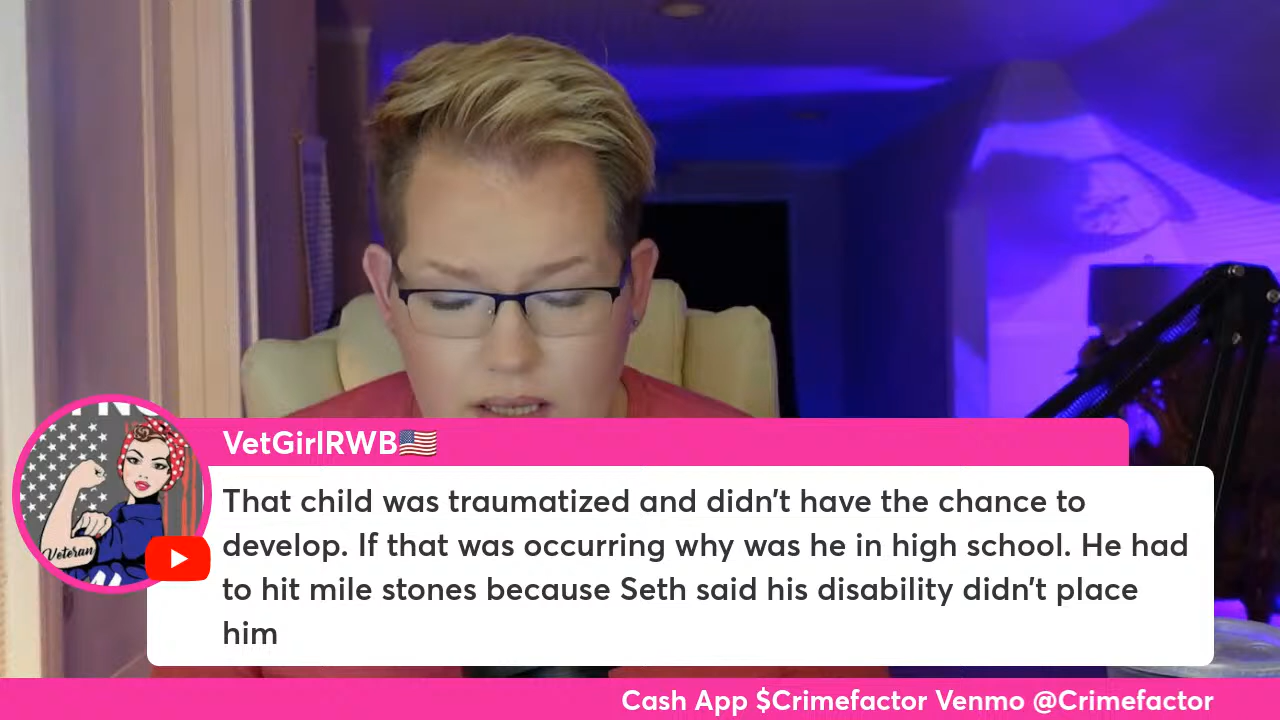 VetGirlRWB🇺🇸
That child was traumatized and didn't have the chance to
develop. If that was occurring why was he in high school. He had
to hit mile stones because Seth said his disability didn't place
him
Veteran
Cash App $Crimefactor Venmo @Crimefactor